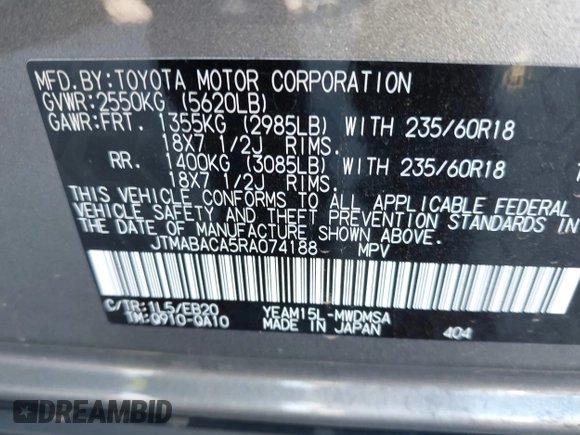 MFD.BY:TOYOTA MOTOR CORPORATION
GVWR:2550KG (5620LB)
GAWR:FRT. 1355KG (2985LB) WITH 235/60R18
18X7 1/2J RIMS.
RR. 1400KG (3085LB) WITH 235/60R18
18X7 1/2J RIMS.
THIS VEHICLE CONFORMS TO ALL APPLICABLE FEDERAL
VEHICLE SAFETY AND THEFT PREVENTION STANDARDS IN
THE DATE OF MANUFACTURE SHOWN ABOVE.
JTMABACA5RA074188 MPV
C/TR:1L5/EB20 YEAM15L-MWDMSA
TM:Q910-QA10 MADE IN JAPAN 404
DREAMBID